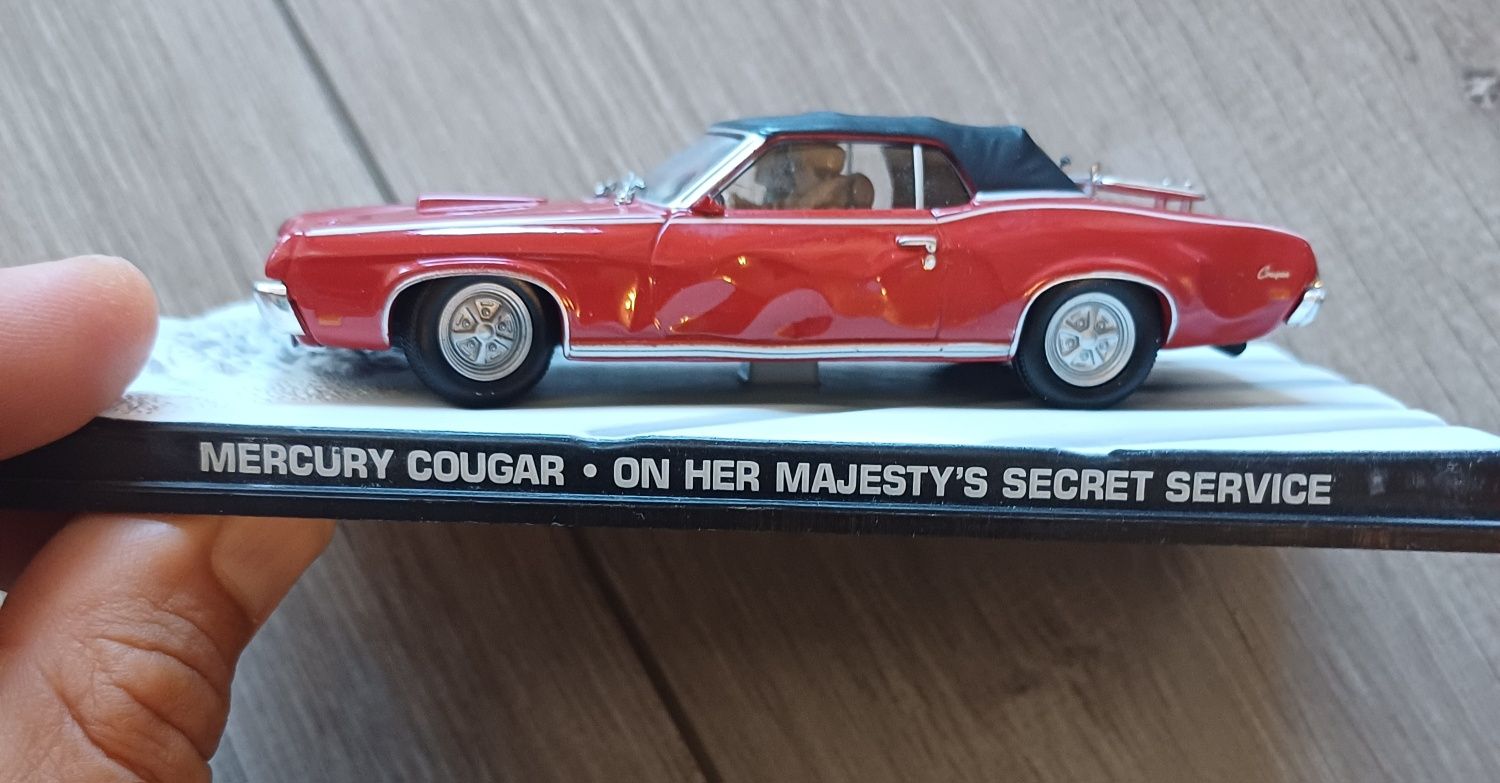 Cougar
MERCURY COUGAR • ON HER MAJESTY'S SECRET SERVICE